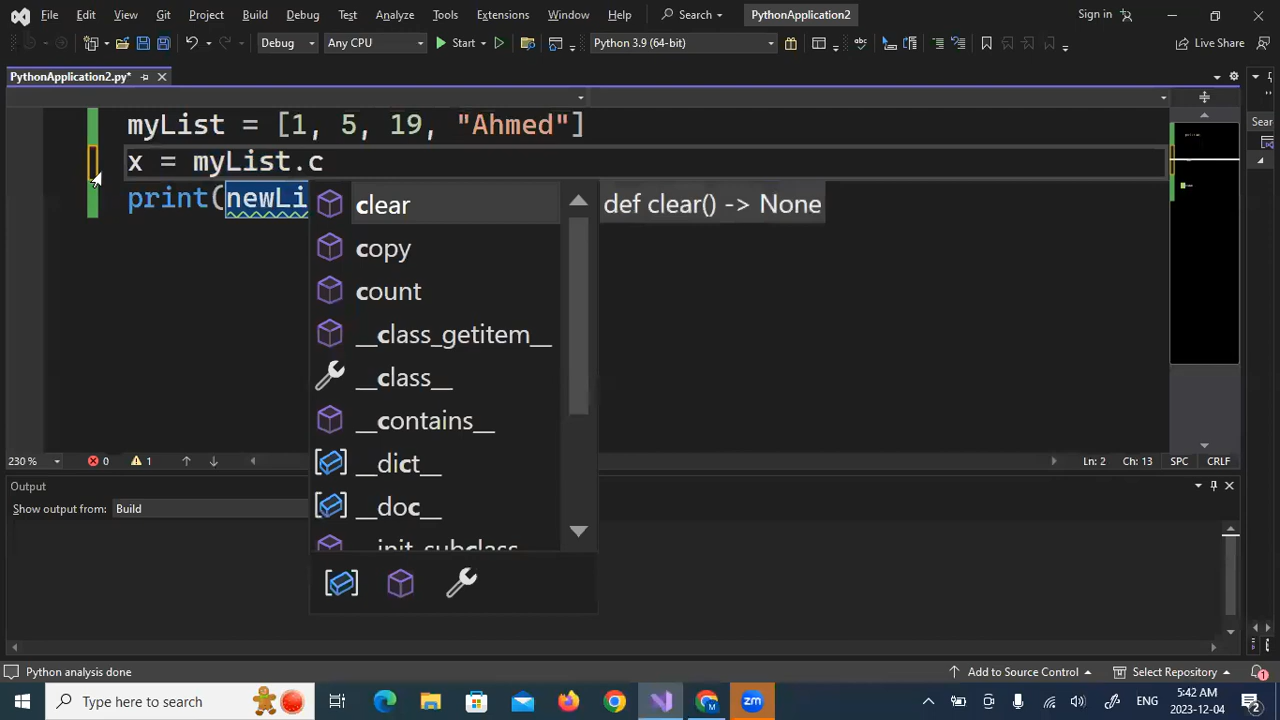 File Edit View Git Project Build Debug Test Analyze Tools Extensions Window Help Search PythonApplication2 Sign in
Debug Any CPU Start Python 3.9 (64-bit) Live Share
PythonApplication2.py*
myList = [1, 5, 19, "Ahmed"]
x = myList.c
print(newLi
clear def clear() -> None
copy
count
__class_getitem__
__class__
__contains__
__dict__
__doc__
__init_subclass__
Sear
230 % 0 1 Ln: 2 Ch: 13 SPC CRLF
Output
Show output from: Build
Python analysis done Add to Source Control Select Repository 1
Type here to search ENG 5:42 AM 2
2023-12-04